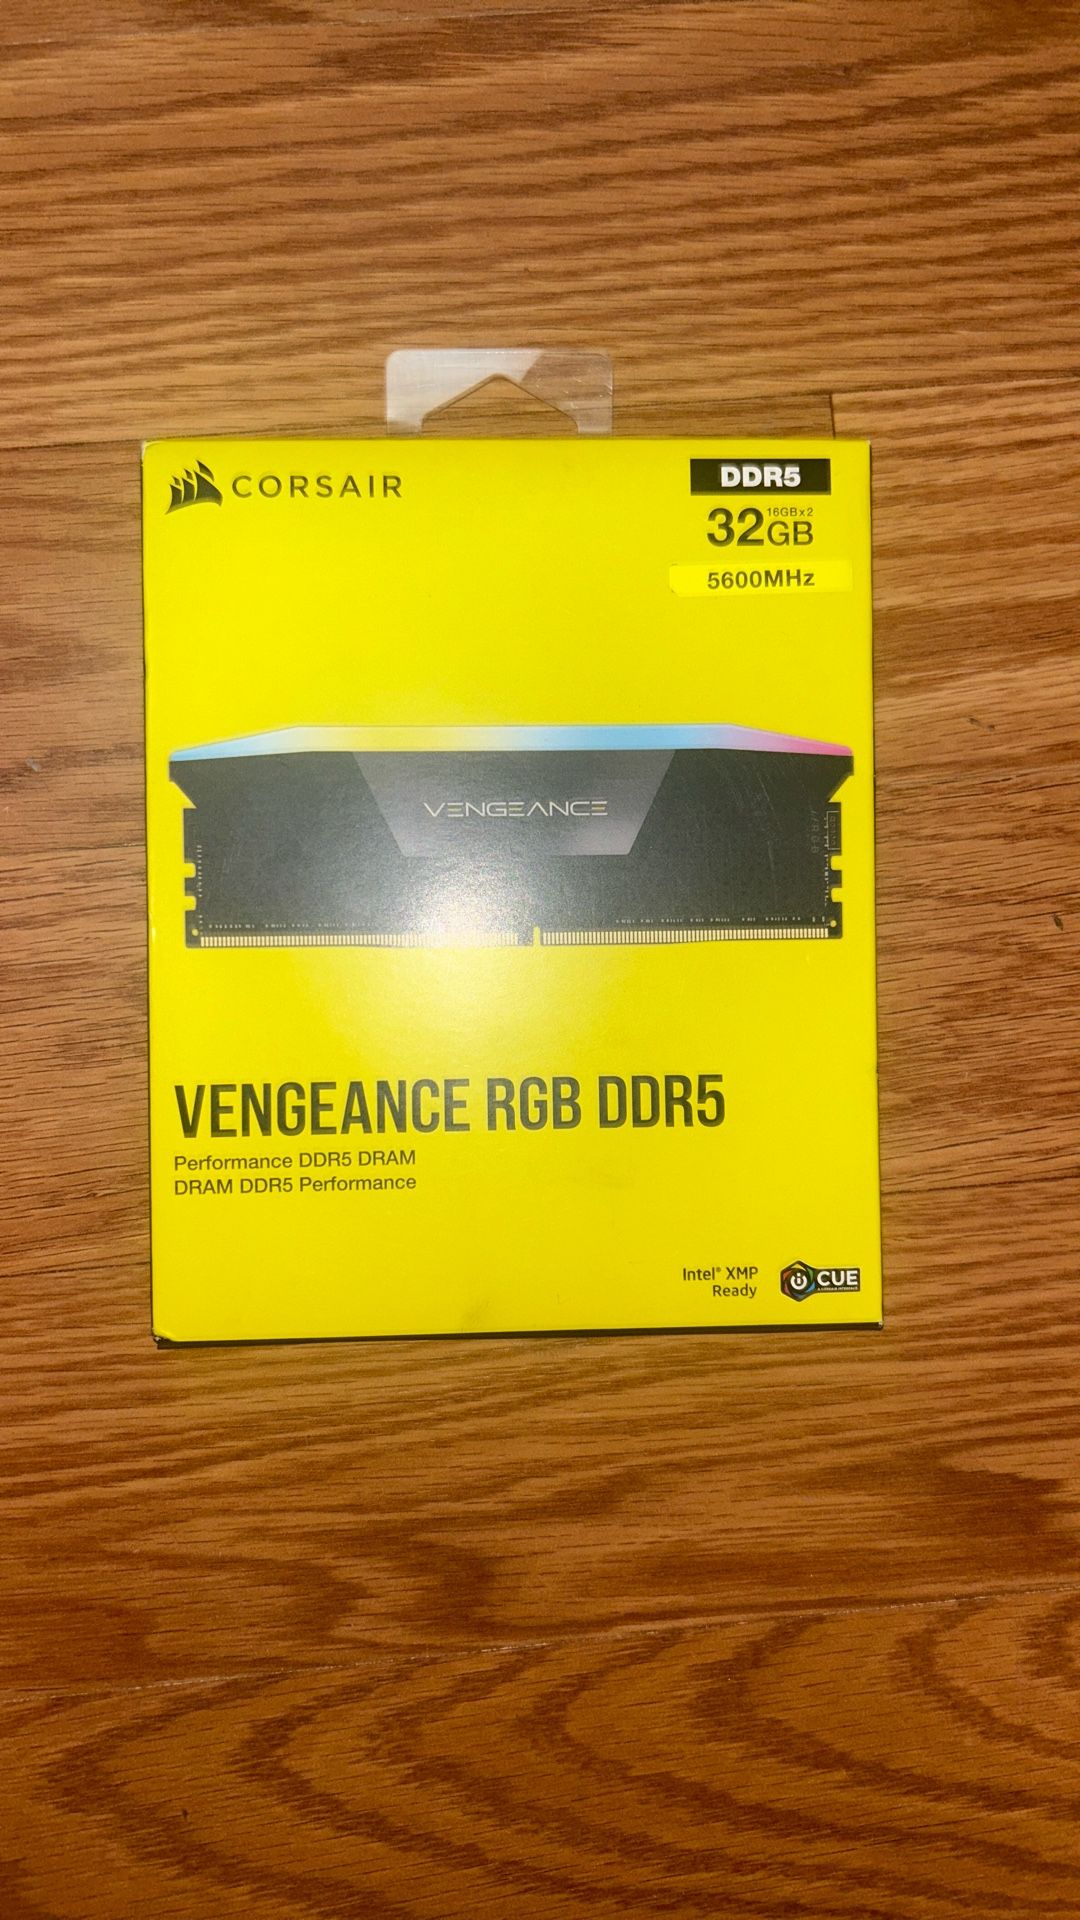 CORSAIR
DDR5
16GBx2
32GB
5600MHz
VENGEANCE
VENGEANCE RGB DDR5
Performance DDR5 DRAM
DRAM DDR5 Performance
Intel® XMP
Ready
CUE